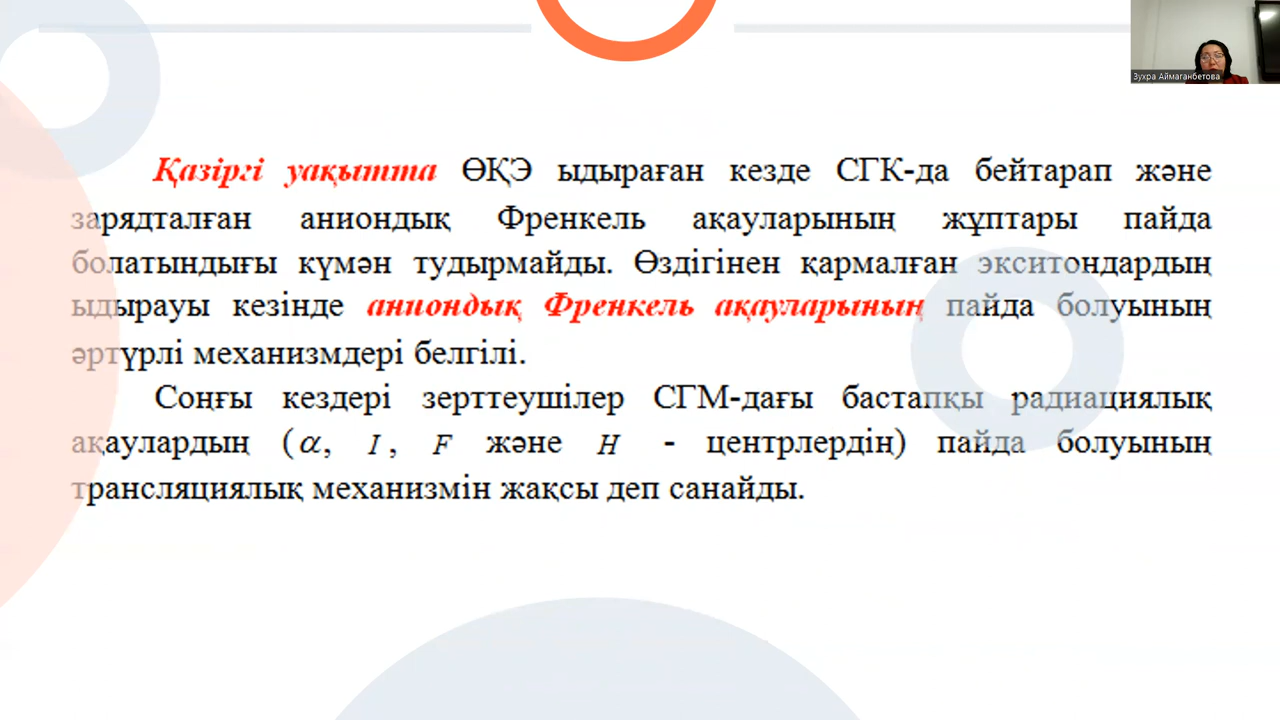 Зухра Аймаганбетова
Қазіргі уақытта ӨҚЭ ыдыраған кезде СГК-да бейтарап және
зарядталған аниондық Френкель ақауларының жұптары пайда
болатындығы күмән тудырмайды. Өздігінен қармалған экситондардың
ыдырауы кезінде аниондық Френкель ақауларының пайда болуының
әртүрлі механизмдері белгілі.
Соңғы кездері зерттеушілер СГМ-дағы бастапқы радиациялық
ақаулардың (α, I, F және H - центрлердің) пайда болуының
трансляциялық механизмін жақсы деп санайды.